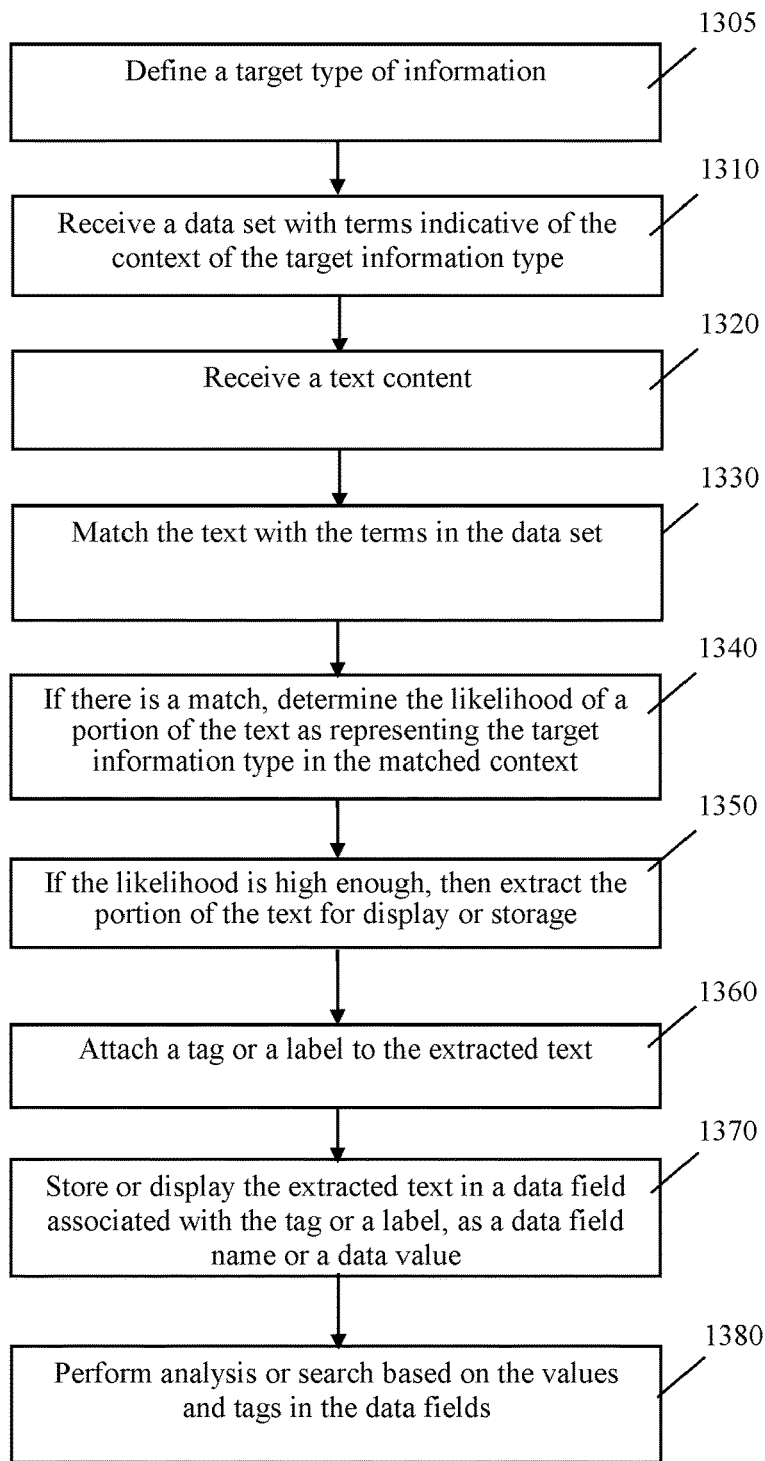 1305
Define a target type of information
1310
Receive a data set with terms indicative of the
context of the target information type
1320
Receive a text content
1330
Match the text with the terms in the data set
1340
If there is a match, determine the likelihood of a
portion of the text as representing the target
information type in the matched context
1350
If the likelihood is high enough, then extract the
portion of the text for display or storage
1360
Attach a tag or a label to the extracted text
1370
Store or display the extracted text in a data field
associated with the tag or a label, as a data field
name or a data value
1380
Perform analysis or search based on the values
and tags in the data fields